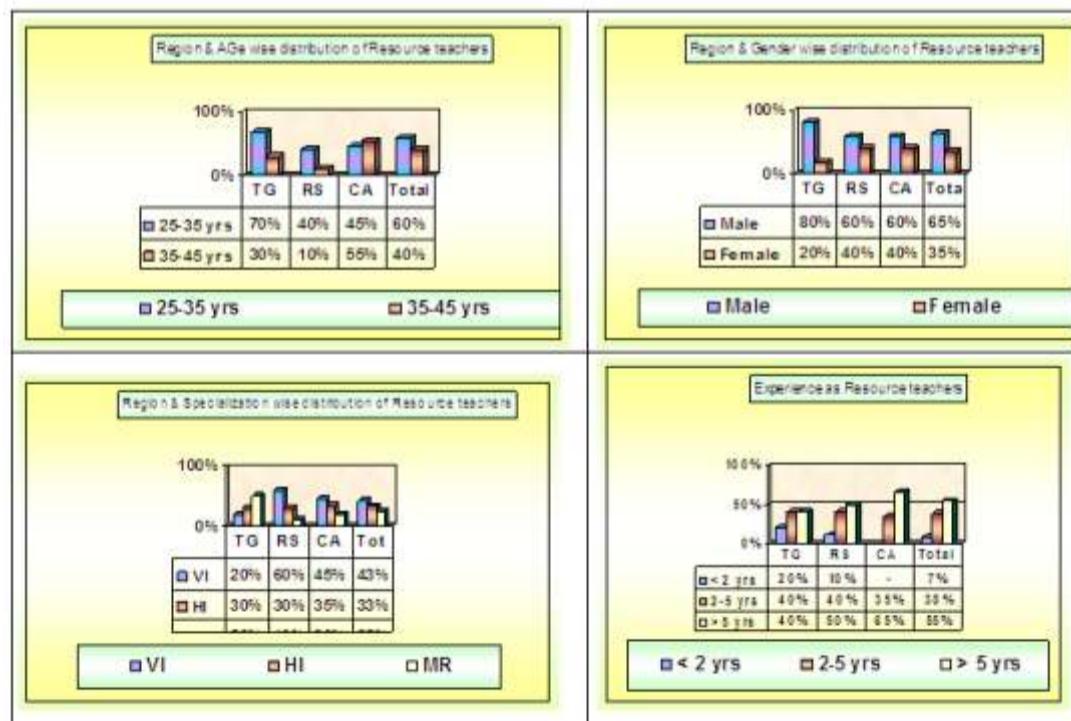 Region & AGe wise distribution of Resource teachers
100%
0%
TG RS CA Total
25-35 yrs 70% 40% 45% 60%
35-45 yrs 30% 10% 55% 40%
25-35 yrs 35-45 yrs
Region & Gender wise distribution of Resource teachers
100%
0%
TG RS CA Tota
Male 80% 60% 60% 65%
Female 20% 40% 40% 35%
Male Female
Region & Specialization wise distribution of Resource teachers
100%
0%
TG RS CA Tot
VI 20% 60% 45% 43%
HI 30% 30% 35% 33%
VI HI MR
Experience as Resource teachers
100%
50%
0%
TG RS CA Total
< 2 yrs 20% 10% - 7%
2-5 yrs 40% 40% 35% 38%
> 5 yrs 40% 50% 65% 55%
< 2 yrs 2-5 yrs > 5 yrs